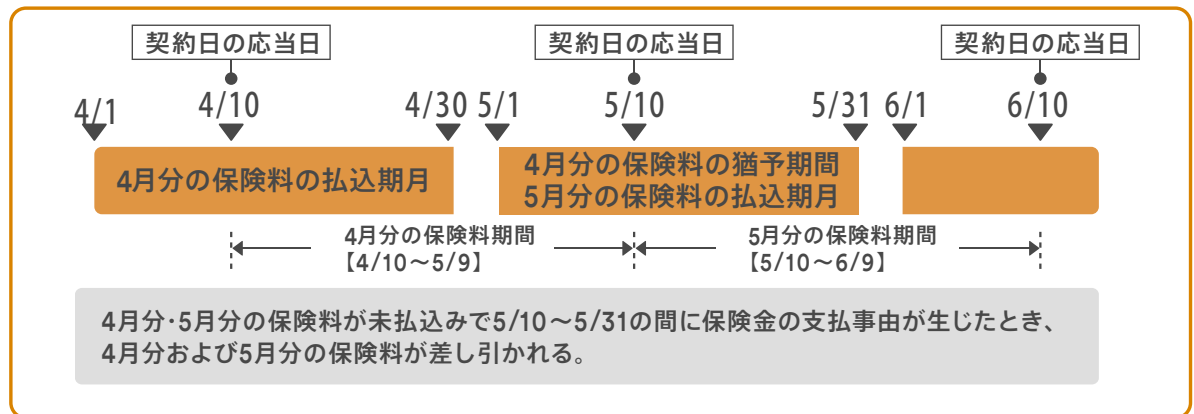 契約日の応当日 契約日の応当日 契約日の応当日
4/1 4/10 4/30 5/1 5/10 5/31 6/1 6/10
4月分の保険料の払込期月
4月分の保険料の猶予期間
5月分の保険料の払込期月
4月分の保険料期間
【4/10～5/9】
5月分の保険料期間
【5/10～6/9】
4月分・5月分の保険料が未払込みで5/10～5/31の間に保険金の支払事由が生じたとき、
4月分および5月分の保険料が差し引かれる。